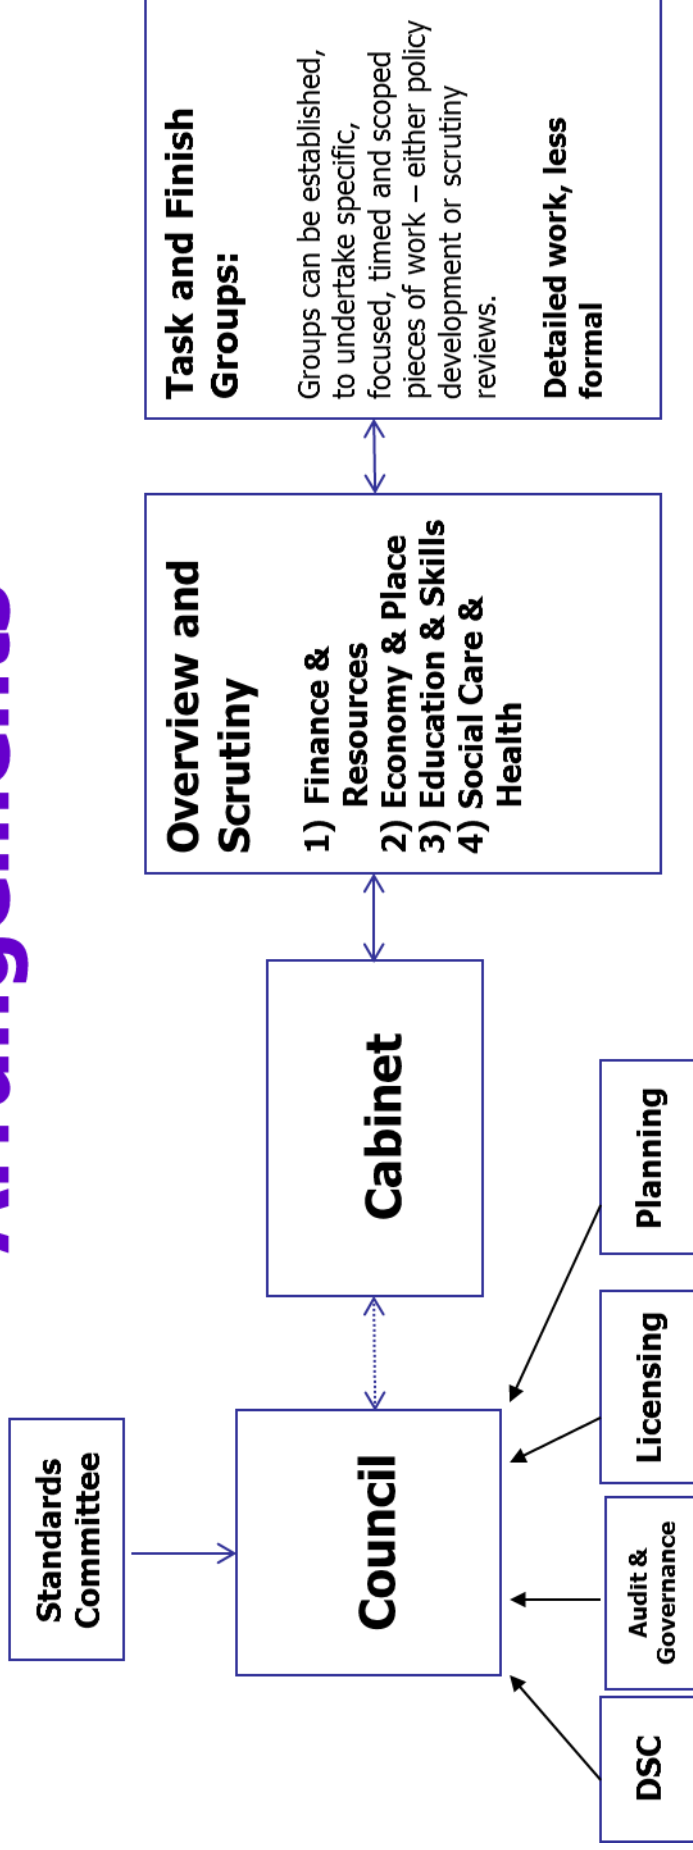 Arrangements
Standards
Committee
Council
Cabinet
Overview and
Scrutiny
1) Finance &
Resources
2) Economy & Place
3) Education & Skills
4) Social Care &
Health
Task and Finish
Groups:
Groups can be established,
to undertake specific,
focused, timed and scoped
pieces of work – either policy
development or scrutiny
reviews.
Detailed work, less
formal
DSC
Audit &
Governance
Licensing
Planning